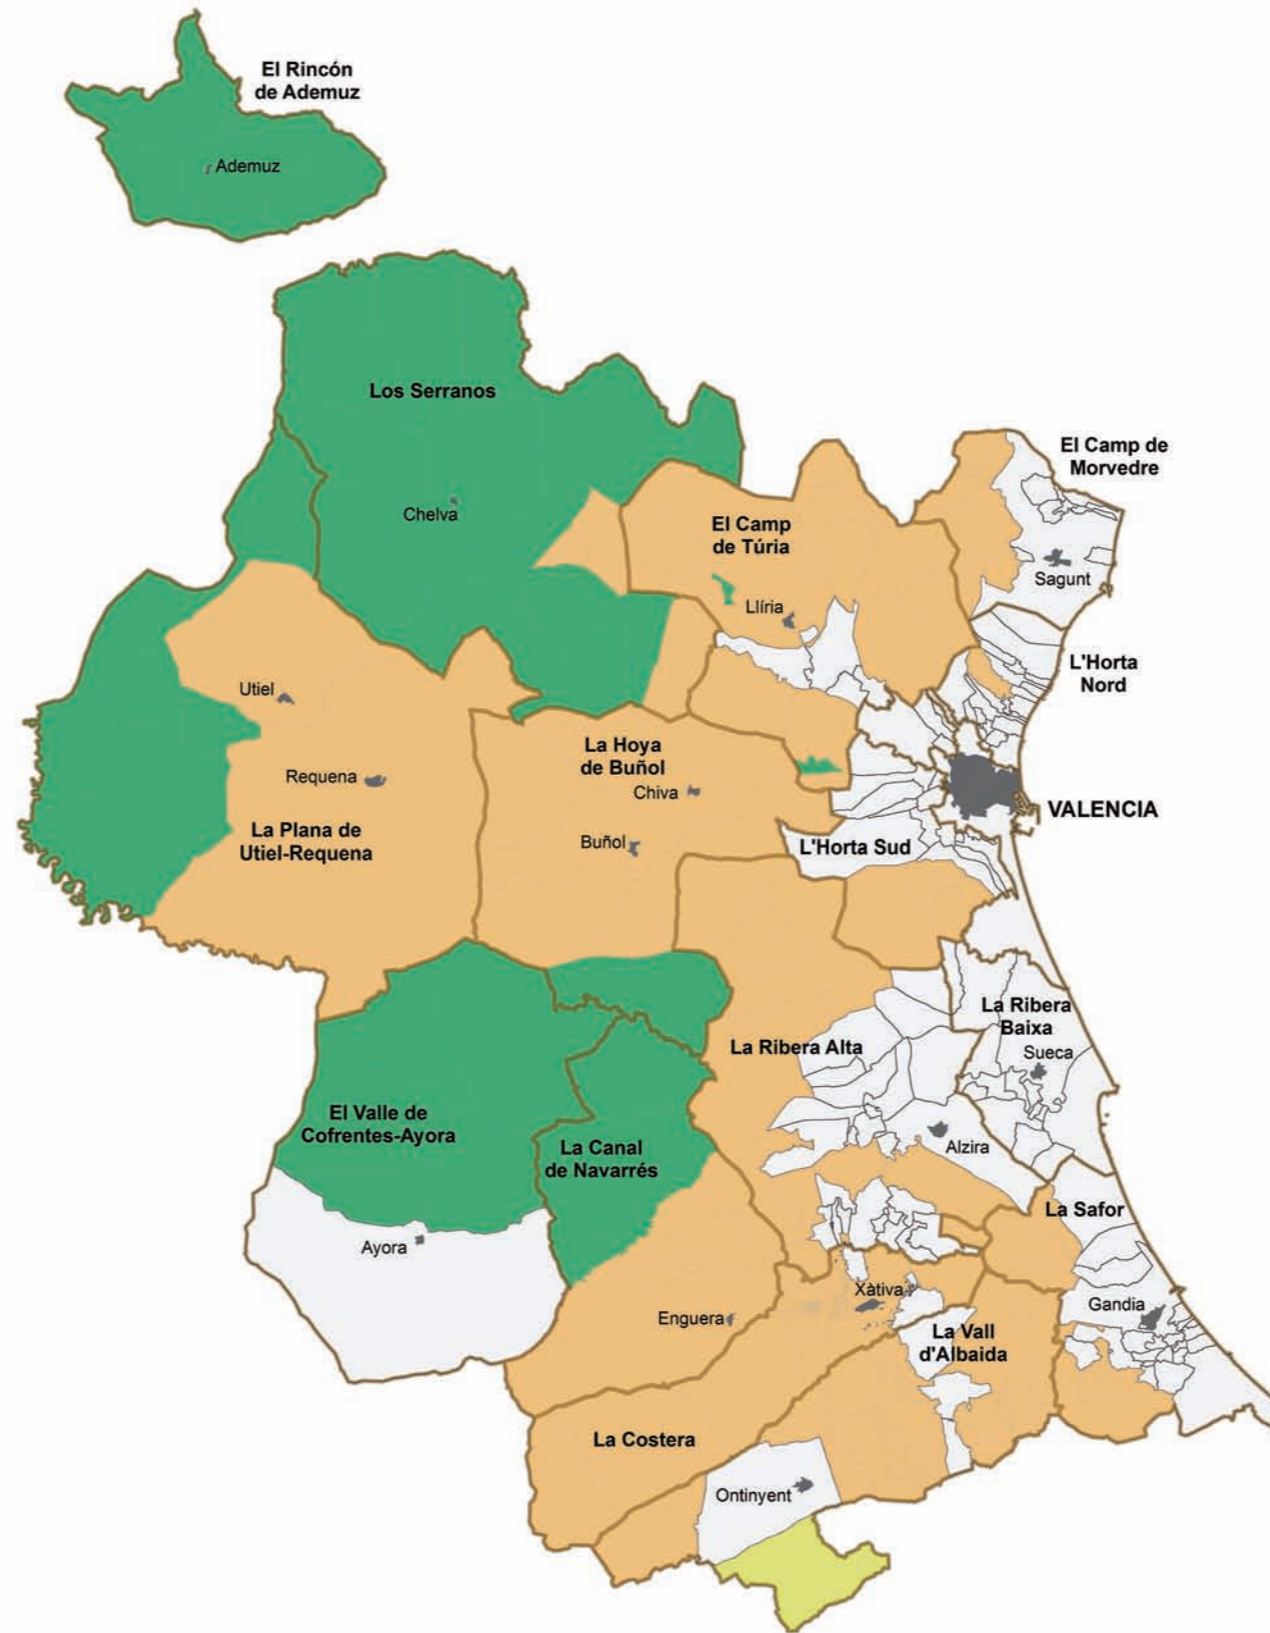 El Rincón
de Ademuz
Ademuz
Los Serranos
Chelva
El Camp de
Morvedre
Sagunt
El Camp
de Túria
Llíria
L'Horta
Nord
Utiel
La Hoya
de Buñol
Requena
Chiva
VALENCIA
La Plana de
Utiel-Requena
Buñol
L'Horta Sud
La Ribera
Baixa
Sueca
La Ribera Alta
El Valle de
Cofrentes-Ayora
La Canal
de Navarrés
Alzira
La Safor
Ayora
Xàtiva
Gandia
Enguera
La Vall
d'Albaida
La Costera
Ontinyent